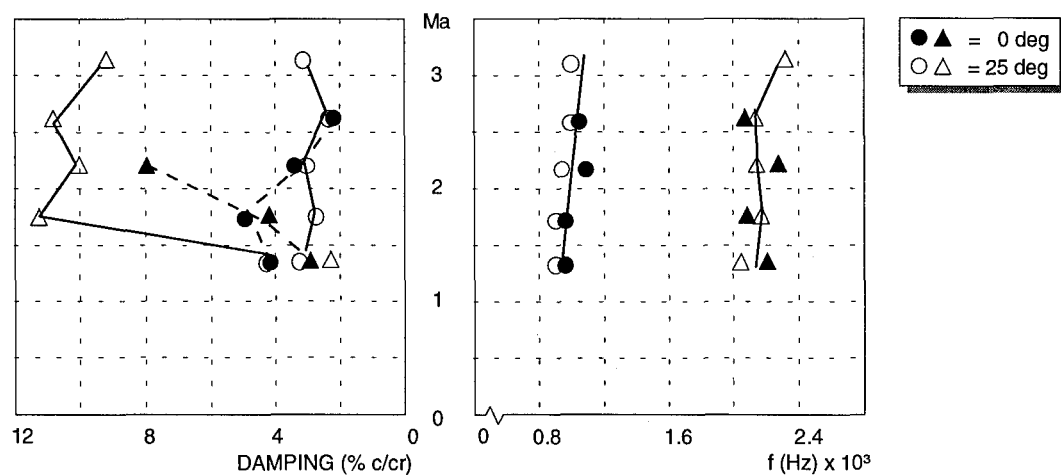 Ma
3
2
1
0
12 8 4 0
DAMPING (% c/cr)
0 0.8 1.6 2.4
f (Hz) x 10³
= 0 deg
= 25 deg